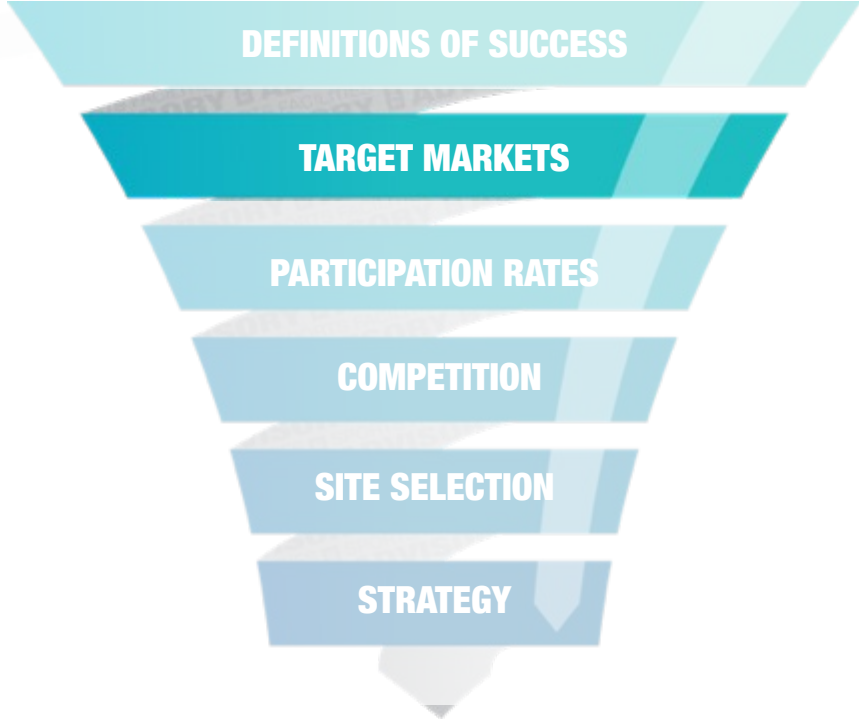 DEFINITIONS OF SUCCESS
TARGET MARKETS
PARTICIPATION RATES
COMPETITION
SITE SELECTION
STRATEGY